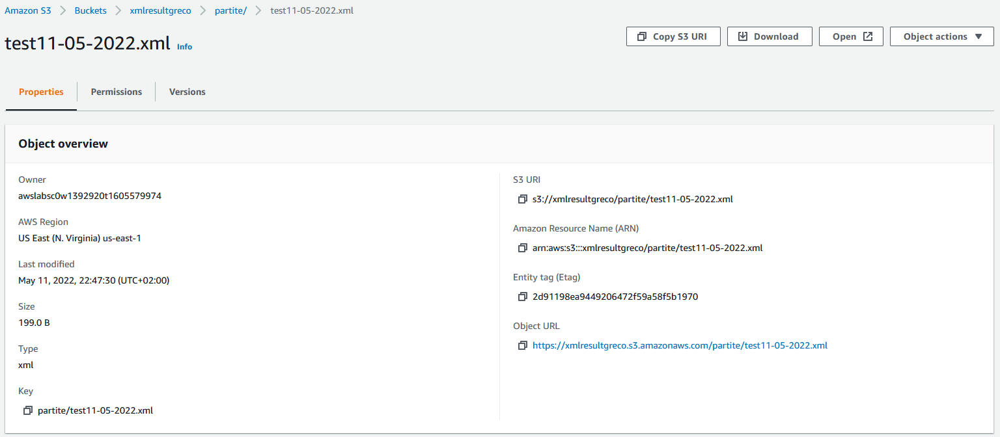 Amazon S3 > Buckets > xmlresultgreco > partite/ > test11-05-2022.xml
test11-05-2022.xml Info
Copy S3 URI Download Open Object actions
Properties Permissions Versions
Object overview
Owner
awslabsc0w1392920t1605579974
AWS Region
US East (N. Virginia) us-east-1
Last modified
May 11, 2022, 22:47:30 (UTC+02:00)
Size
199.0 B
Type
xml
Key
partite/test11-05-2022.xml
S3 URI
s3://xmlresultgreco/partite/test11-05-2022.xml
Amazon Resource Name (ARN)
arn:aws:s3:::xmlresultgreco/partite/test11-05-2022.xml
Entity tag (Etag)
2d91198ea9449206472f59a58f5b1970
Object URL
https://xmlresultgreco.s3.amazonaws.com/partite/test11-05-2022.xml